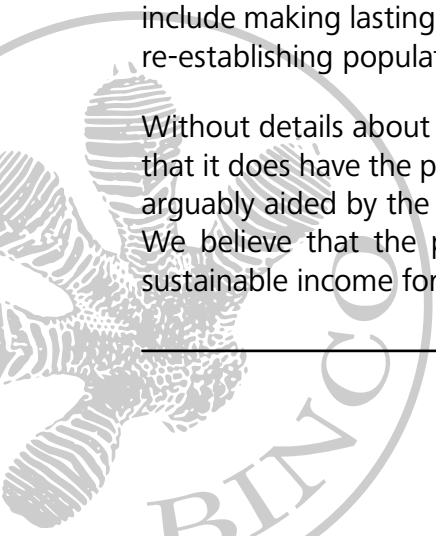 include making lasting
re-establishing populat
Without details about
that it does have the p
arguably aided by the
We believe that the p
sustainable income for
BINCO